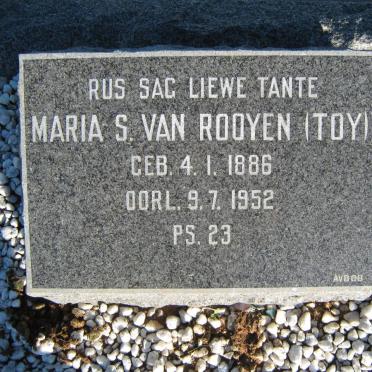 RUS SAG LIEWE TANTE
MARIA S. VAN ROOYEN (TOY)
GEB. 4. 1. 1886
OORL. 9. 7. 1952
PS. 23
AVBOB